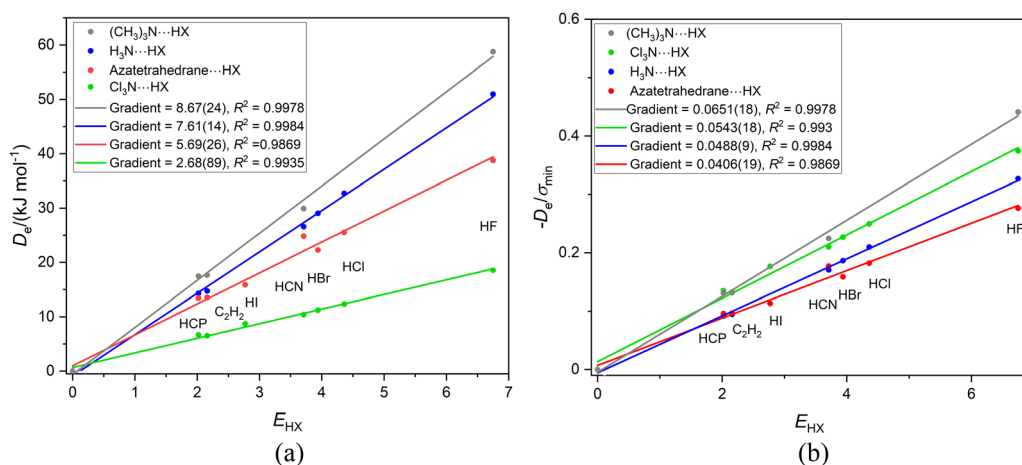 (CH₃)₃N···HX
H₃N···HX
Azatetrahedrane···HX
Cl₃N···HX
Gradient = 8.67(24), R² = 0.9978
Gradient = 7.61(14), R² = 0.9984
Gradient = 5.69(26), R² =0.9869
Gradient = 2.68(89), R² = 0.9935
60
50
40
30
20
10
0
Dₑ/(kJ mol⁻¹)
HF
HCl
HBr
HCN
HI
C₂H₂
HCP
0 1 2 3 4 5 6 7
E_HX
(a)
(CH₃)₃N···HX
Cl₃N···HX
H₃N···HX
Azatetrahedrane···HX
Gradient = 0.0651(18), R² = 0.9978
Gradient = 0.0543(18), R² = 0.993
Gradient = 0.0488(9), R² = 0.9984
Gradient = 0.0406(19), R² = 0.9869
0.4
0.2
0.0
-Dₑ/σ_min
HF
HCl
HBr
HCN
HI
C₂H₂
HCP
0 2 4 6
E_HX
(b)